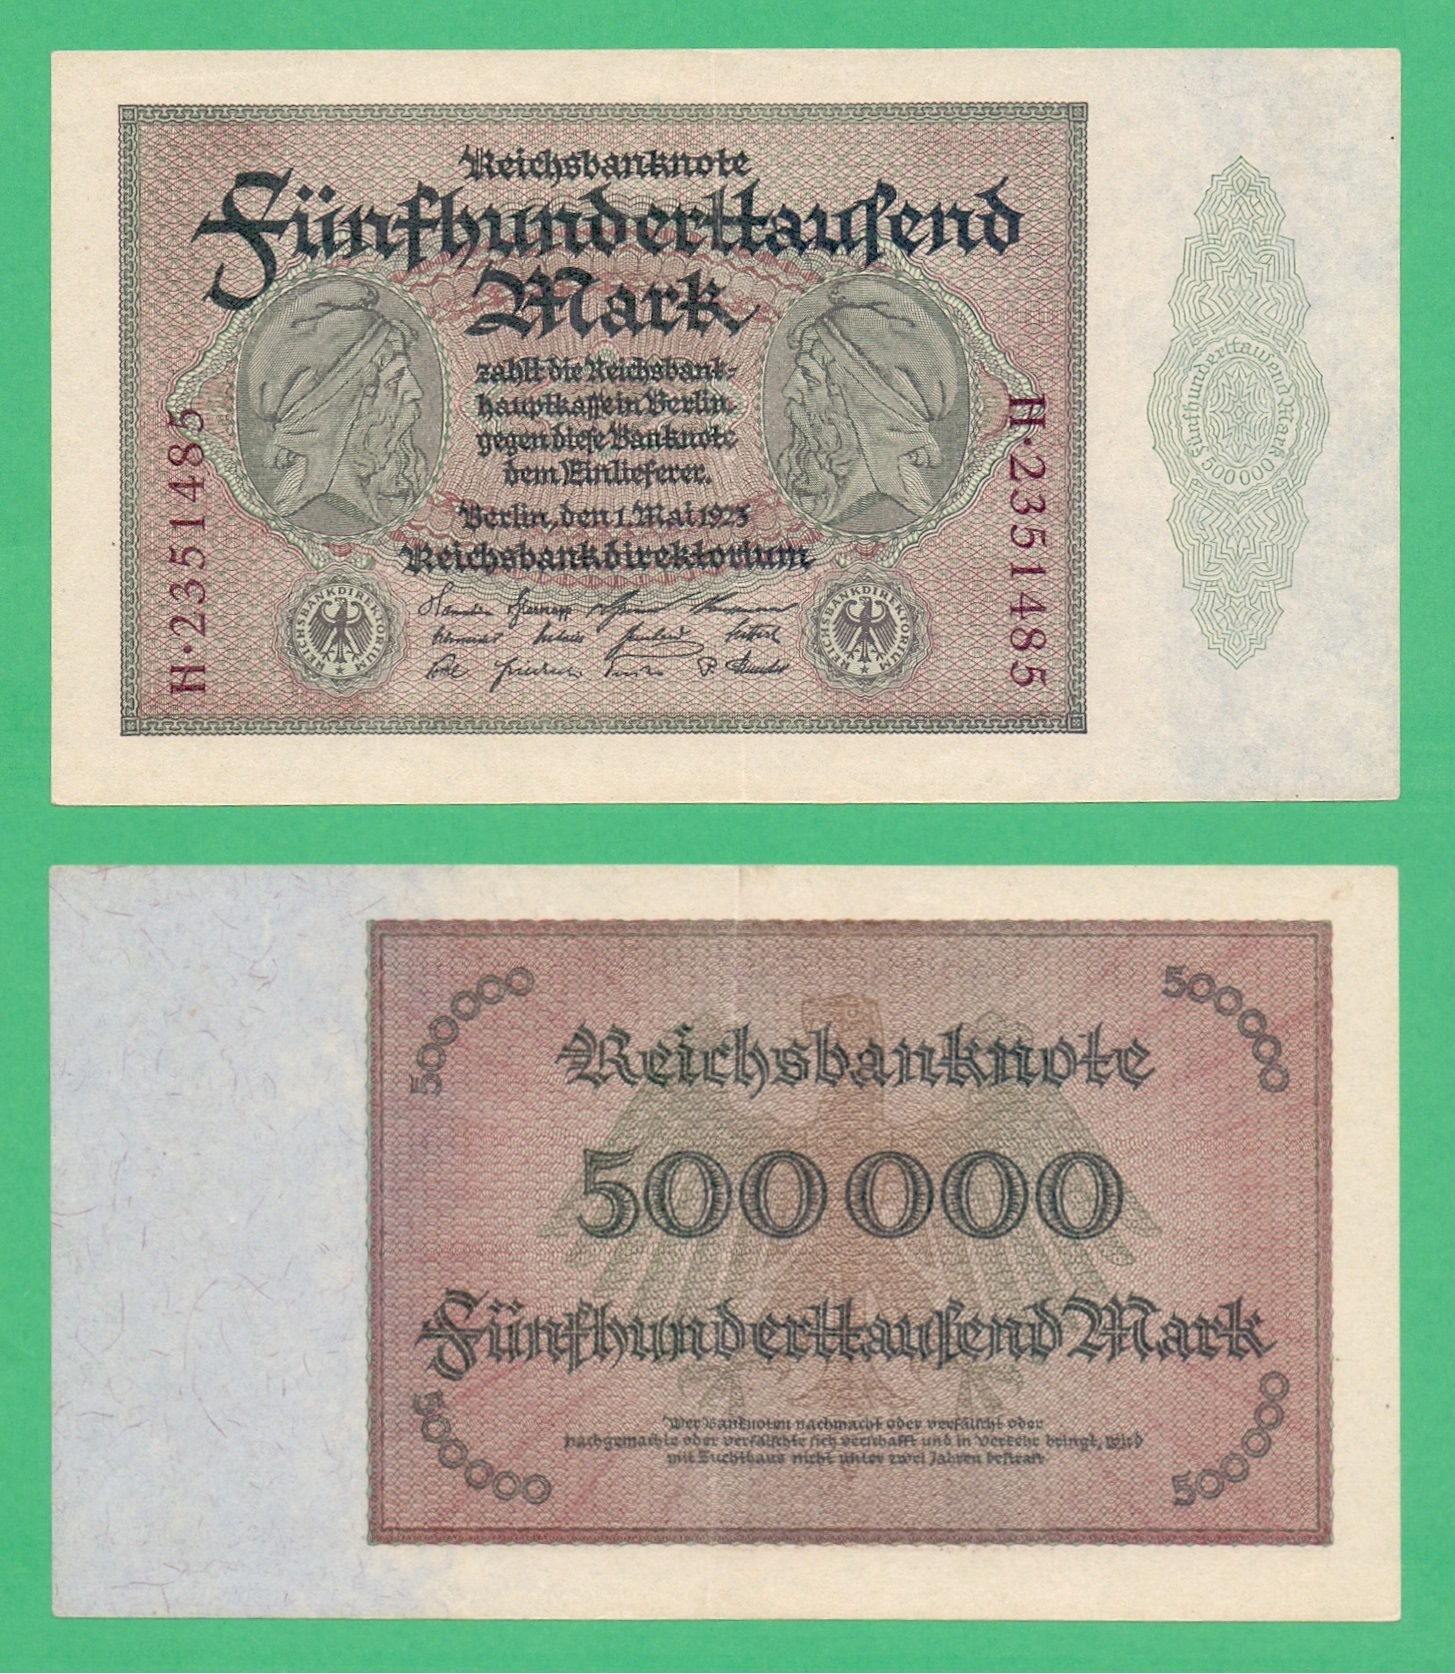 Reichsbanknote
Fünfhunderttauſend
Mark
zahlt die Reichsbank-
hauptkaſſe in Berlin
gegen dieſe Banknote
dem Einlieferer.
Berlin, den 1. Mai 1923
Reichsbankdirektorium
H·2351485
H·2351485
REICHSBANKDIREKTORIUM
REICHSBANKDIREKTORIUM
Fünfhunderttauſend Mark
500000
500000
500000
Reichsbanknote
500000
Fünfhunderttauſend Mark
Wer Banknoten nachmacht oder verfälſcht oder
nachgemachte oder verfälſchte ſich verſchafft und in Verkehr bringt, wird
mit Zuchthaus nicht unter zwei Jahren beſtraft
500000
500000